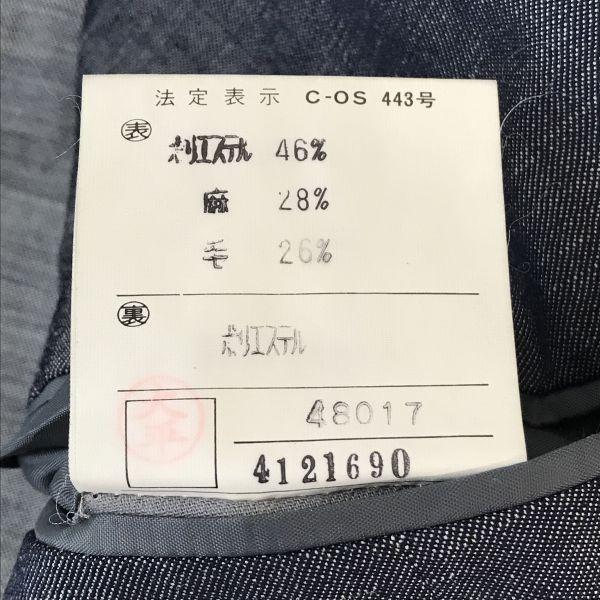 法定表示 C-OS 443号
表 ポリエステル 46%
麻 28%
毛 26%
裏 ポリエステル
48017
4121690